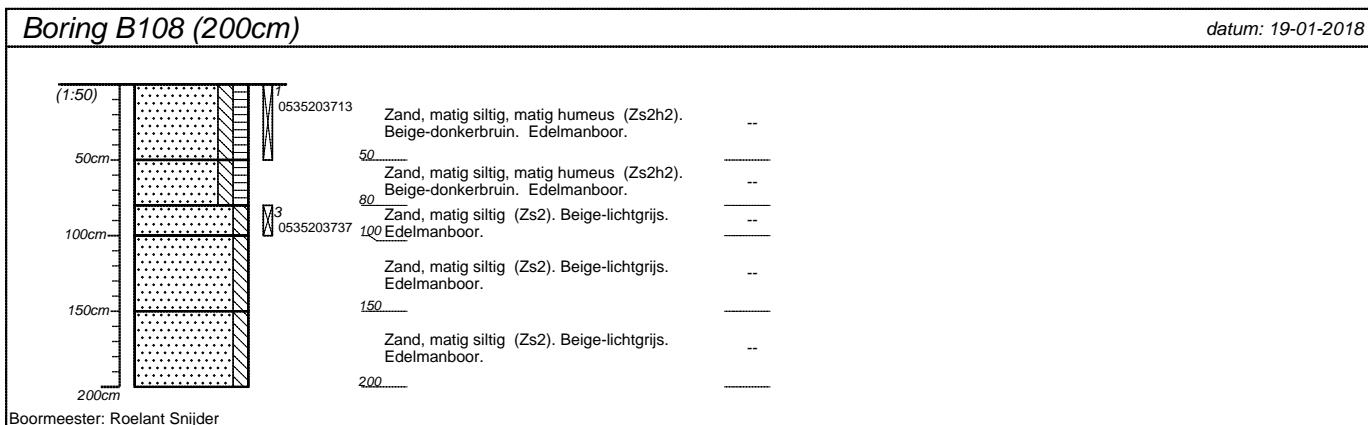 Boring B108 (200cm)
datum: 19-01-2018
(1:50)
1
0535203713
Zand, matig siltig, matig humeus (Zs2h2).
Beige-donkerbruin. Edelmanboor.
--
50cm
50
Zand, matig siltig, matig humeus (Zs2h2).
Beige-donkerbruin. Edelmanboor.
--
80
3
0535203737
Zand, matig siltig (Zs2). Beige-lichtgrijs.
Edelmanboor.
--
100cm
100
Zand, matig siltig (Zs2). Beige-lichtgrijs.
Edelmanboor.
--
150cm
150
Zand, matig siltig (Zs2). Beige-lichtgrijs.
Edelmanboor.
--
200cm
200
Boormeester: Roelant Snijder